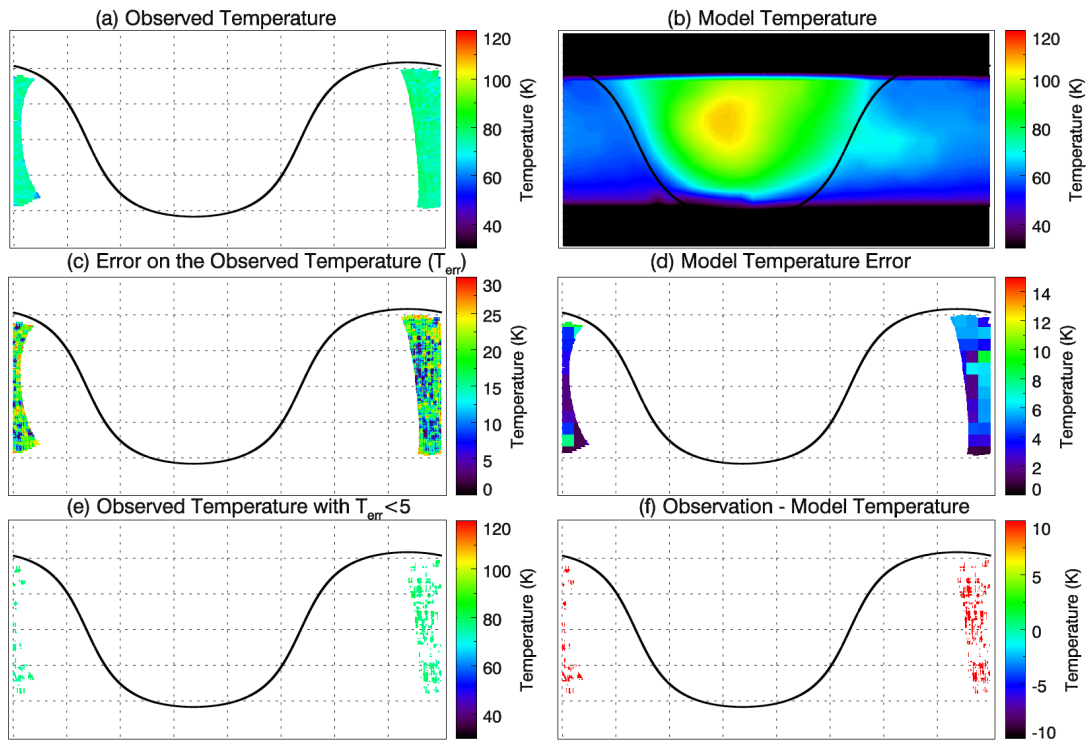 (a) Observed Temperature
120
100
80
60
40
Temperature (K)
(b) Model Temperature
120
100
80
60
40
Temperature (K)
(c) Error on the Observed Temperature (T_err)
30
25
20
15
10
5
0
Temperature (K)
(d) Model Temperature Error
14
12
10
8
6
4
2
0
Temperature (K)
(e) Observed Temperature with T_err<5
120
100
80
60
40
Temperature (K)
(f) Observation - Model Temperature
10
5
0
-5
-10
Temperature (K)